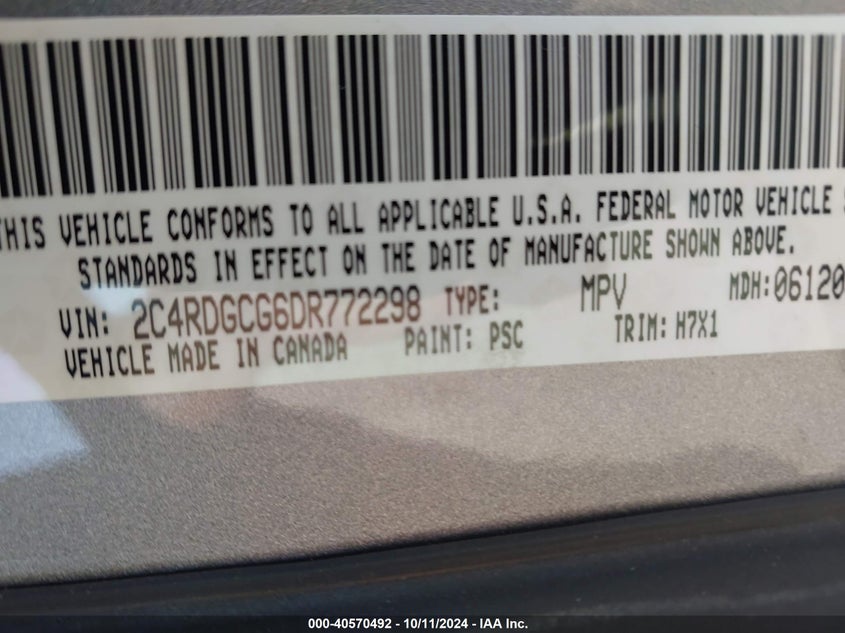 THIS VEHICLE CONFORMS TO ALL APPLICABLE U.S.A. FEDERAL MOTOR VEHICLE
STANDARDS IN EFFECT ON THE DATE OF MANUFACTURE SHOWN ABOVE.
VIN: 2C4RDGCG6DR772298 TYPE: MPV MDH: 06120
VEHICLE MADE IN CANADA PAINT: PSC TRIM: H7X1
000-40570492 - 10/11/2024 - IAA Inc.